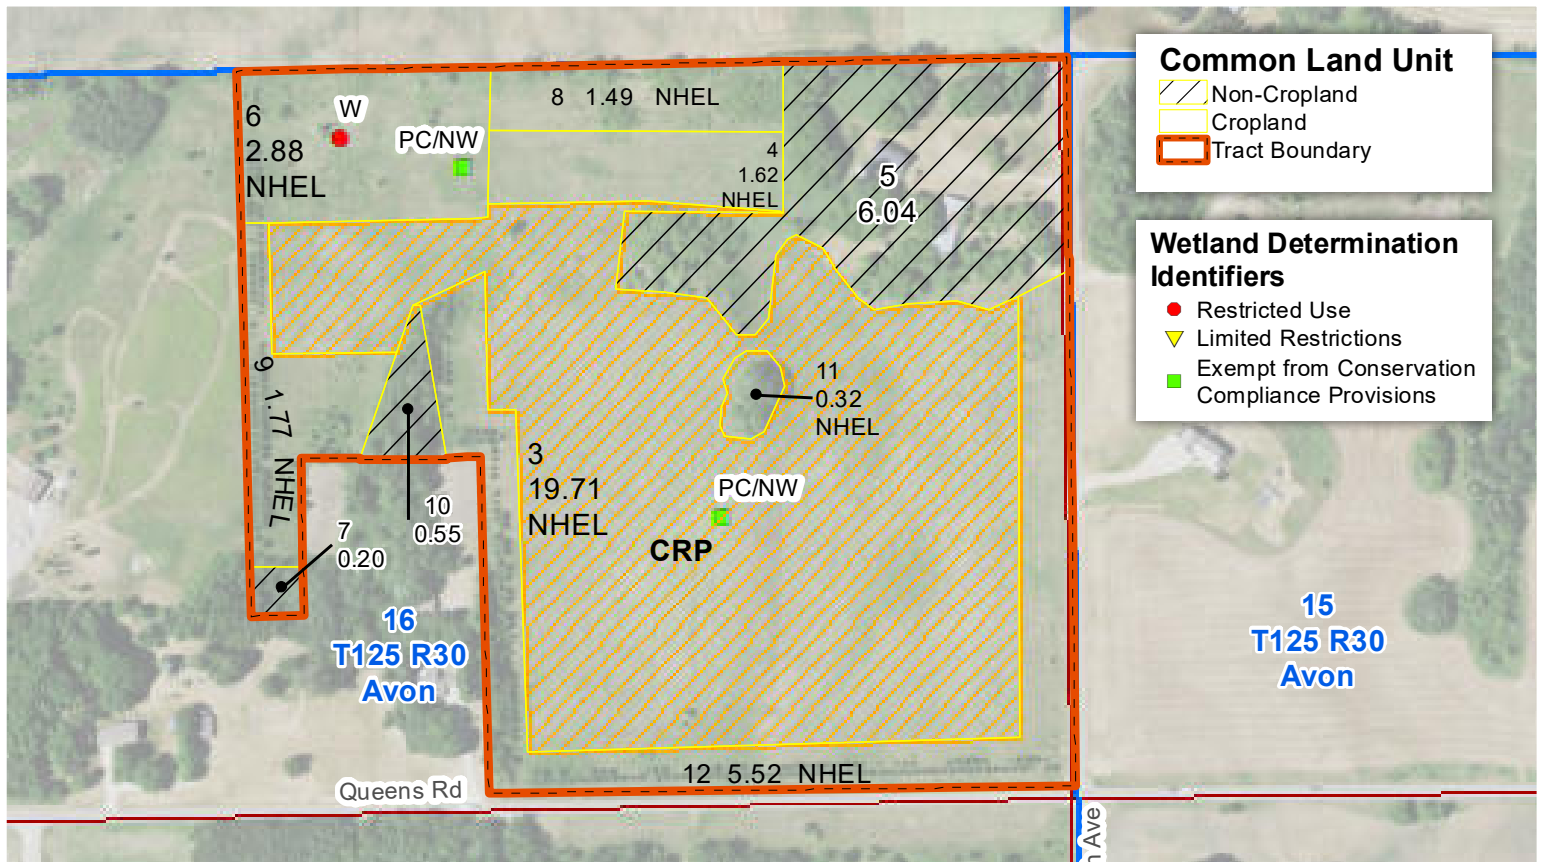 Common Land Unit
Non-Cropland
Cropland
Tract Boundary
Wetland Determination
Identifiers
Restricted Use
Limited Restrictions
Exempt from Conservation
Compliance Provisions
6
2.88
NHEL
W
PC/NW
8 1.49 NHEL
4
1.62
NHEL
5
6.04
9 1.77 NHEL
11
0.32
NHEL
3
19.71
NHEL
PC/NW
CRP
10
0.55
7
0.20
16
T125 R30
Avon
15
T125 R30
Avon
12 5.52 NHEL
Queens Rd
Ave